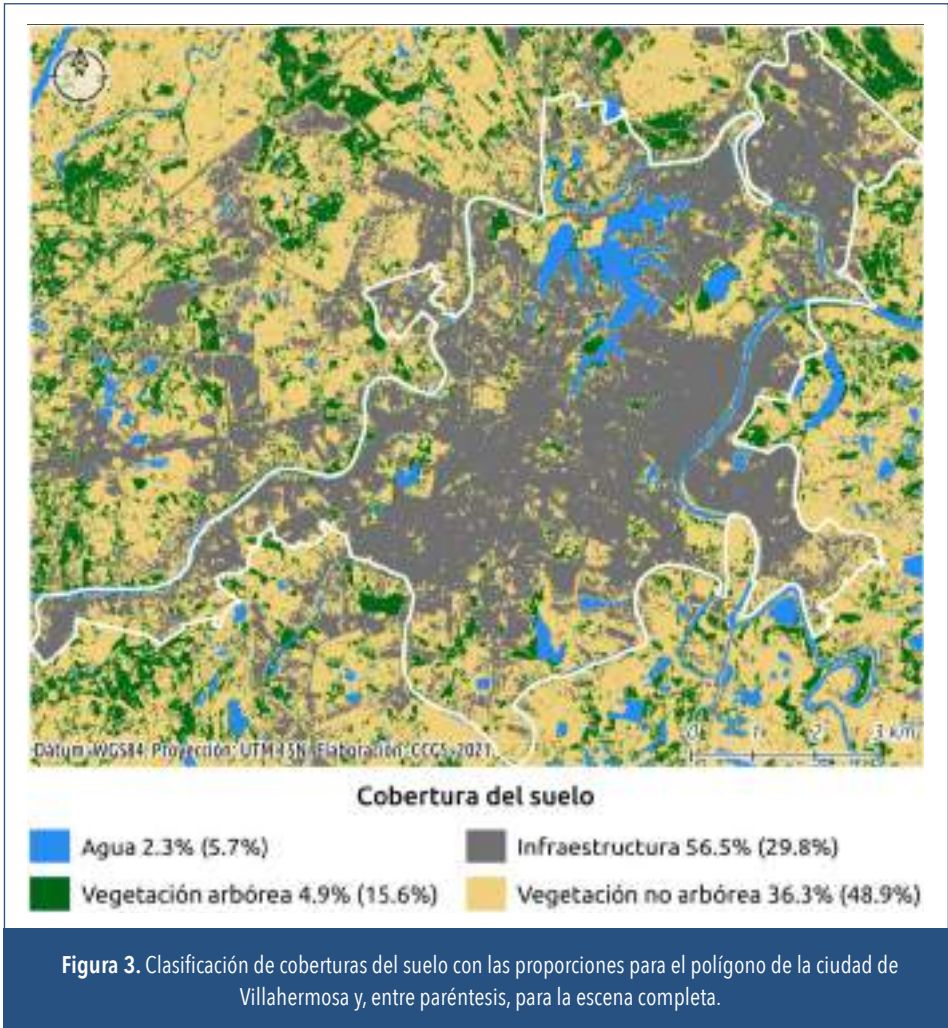 Dátum: WGS84. Proyección: UTM 15N. Elaboración: CCGS, 2021.
0 1 2 3 km
Cobertura del suelo
Agua 2.3% (5.7%)
Infraestructura 56.5% (29.8%)
Vegetación arbórea 4.9% (15.6%)
Vegetación no arbórea 36.3% (48.9%)
Figura 3. Clasificación de coberturas del suelo con las proporciones para el polígono de la ciudad de
Villahermosa y, entre paréntesis, para la escena completa.